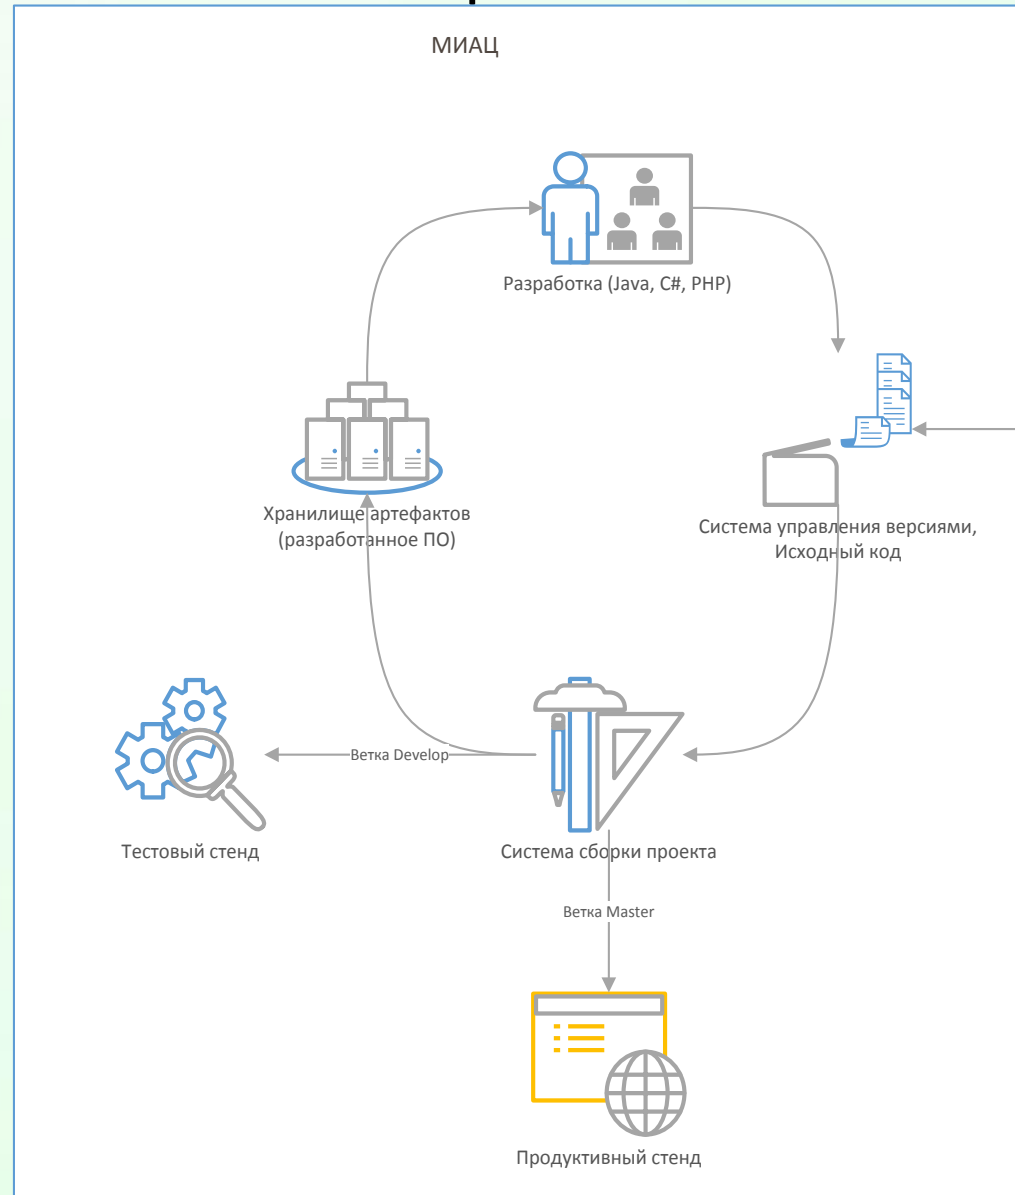 МИАЦ
Разработка (Java, C#, PHP)
Хранилище артефактов
(разработанное ПО)
Система управления версиями,
Исходный код
Ветка Develop
Тестовый стенд
Система сборки проекта
Ветка Master
Продуктивный стенд